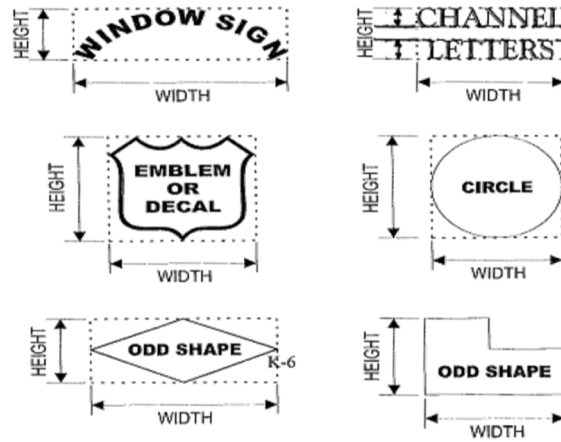 HEIGHT
WINDOW SIGN
WIDTH
HEIGHT
CHANNEL
LETTERS
WIDTH
HEIGHT
EMBLEM
OR
DECAL
WIDTH
HEIGHT
CIRCLE
WIDTH
HEIGHT
ODD SHAPE
K-6
WIDTH
HEIGHT
ODD SHAPE
WIDTH